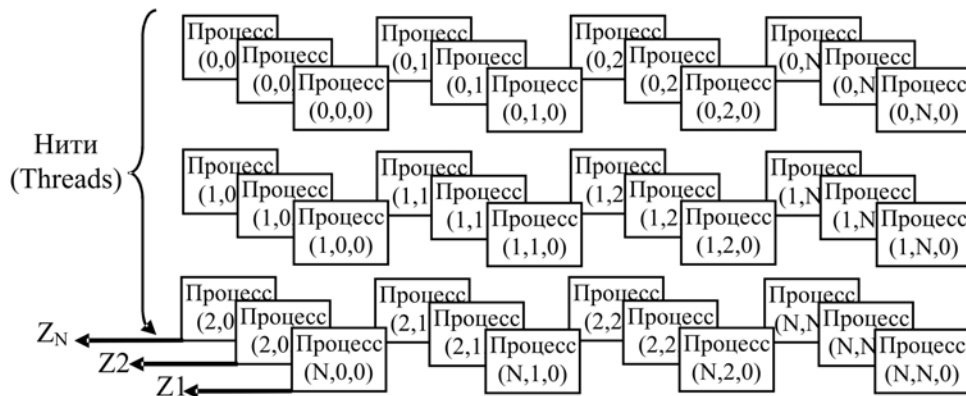 Нити
(Threads)
Процесс
(0,0
Процесс
(0,0
Процесс
(0,0,0)
Процесс
(0,1
Процесс
(0,1
Процесс
(0,1,0)
Процесс
(0,2
Процесс
(0,2
Процесс
(0,2,0)
Процесс
(0,N
Процесс
(0,N
Процесс
(0,N,0)
Процесс
(1,0
Процесс
(1,0
Процесс
(1,0,0)
Процесс
(1,1
Процесс
(1,1
Процесс
(1,1,0)
Процесс
(1,2
Процесс
(1,2
Процесс
(1,2,0)
Процесс
(1,N
Процесс
(1,N
Процесс
(1,N,0)
Процесс
(2,0
Процесс
(2,0
Процесс
(N,0,0)
Процесс
(2,1
Процесс
(2,1
Процесс
(N,1,0)
Процесс
(2,2
Процесс
(2,2
Процесс
(N,2,0)
Процесс
(N,N
Процесс
(N,N
Процесс
(N,N,0)
ZN
Z2
Z1